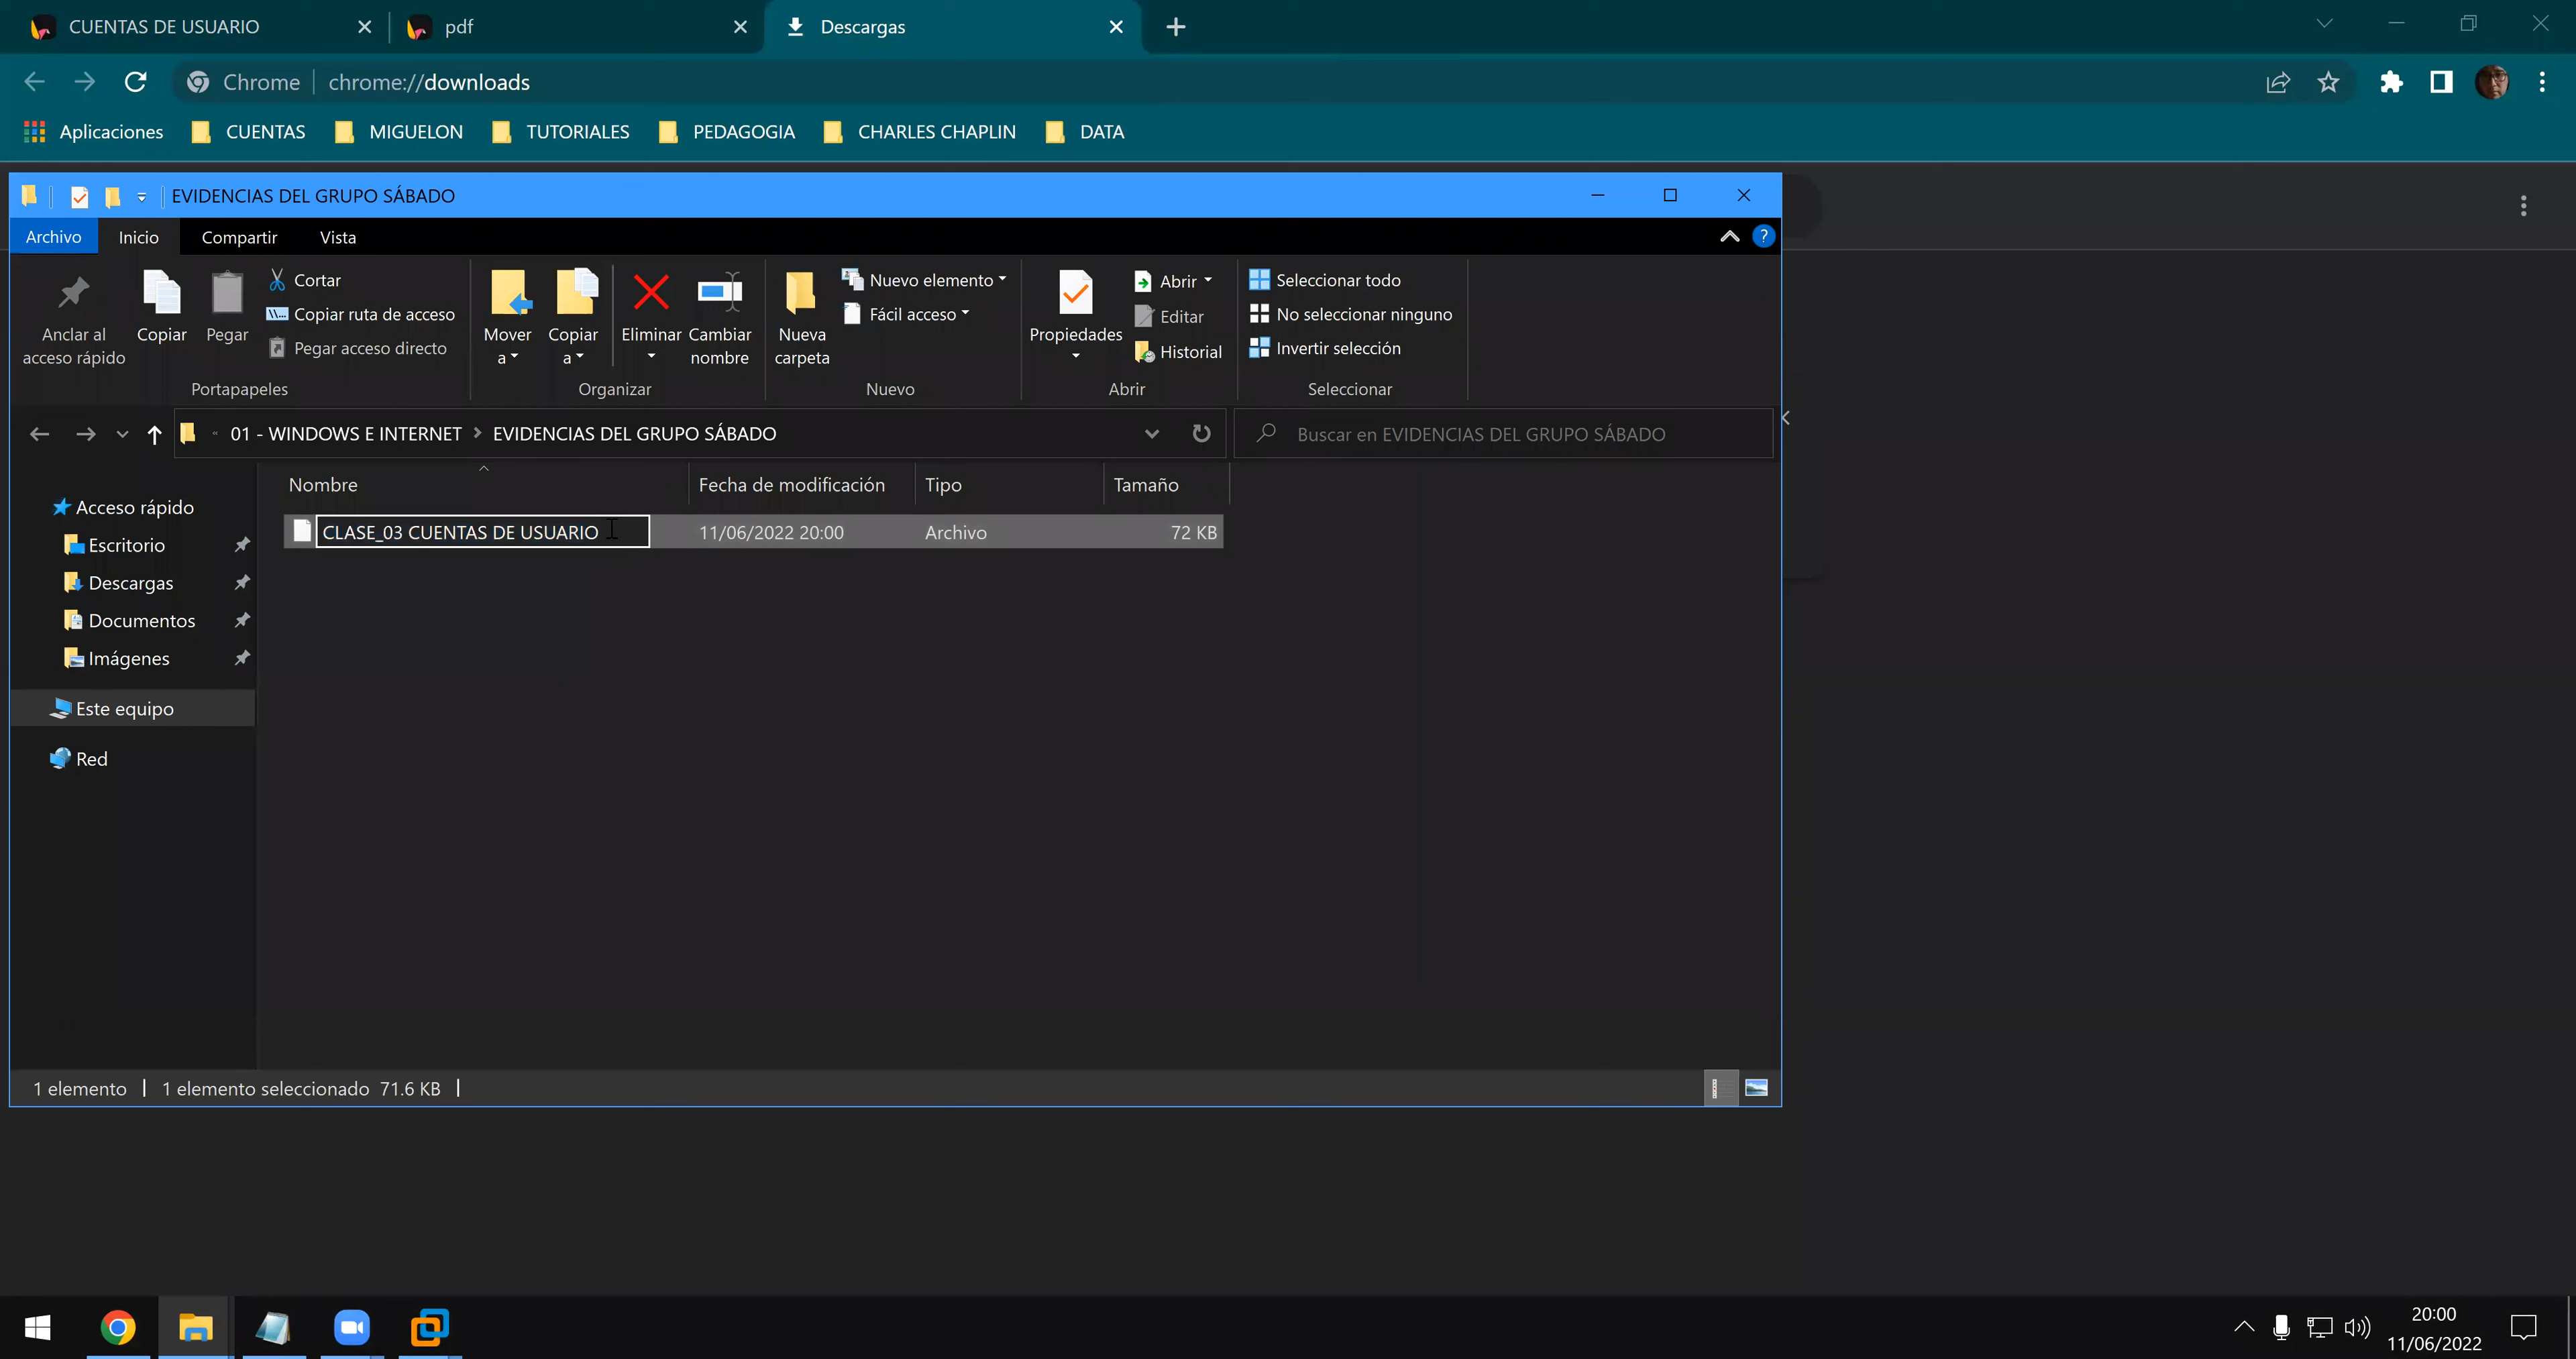 CUENTAS DE USUARIO
pdf
Descargas
Chrome
chrome://downloads
Aplicaciones
CUENTAS
MIGUELON
TUTORIALES
PEDAGOGIA
CHARLES CHAPLIN
DATA
EVIDENCIAS DEL GRUPO SÁBADO
Archivo
Inicio
Compartir
Vista
Anclar al
acceso rápido
Copiar
Pegar
Cortar
Copiar ruta de acceso
Pegar acceso directo
Portapapeles
Mover
a
Copiar
a
Eliminar
Cambiar
nombre
Organizar
Nueva
carpeta
Nuevo elemento
Fácil acceso
Nuevo
Propiedades
Abrir
Editar
Historial
Abrir
Seleccionar todo
No seleccionar ninguno
Invertir selección
Seleccionar
« 01 - WINDOWS E INTERNET > EVIDENCIAS DEL GRUPO SÁBADO
Buscar en EVIDENCIAS DEL GRUPO SÁBADO
Nombre
Fecha de modificación
Tipo
Tamaño
CLASE_03 CUENTAS DE USUARIO
11/06/2022 20:00
Archivo
72 KB
Acceso rápido
Escritorio
Descargas
Documentos
Imágenes
Este equipo
Red
1 elemento
1 elemento seleccionado 71.6 KB
20:00
11/06/2022